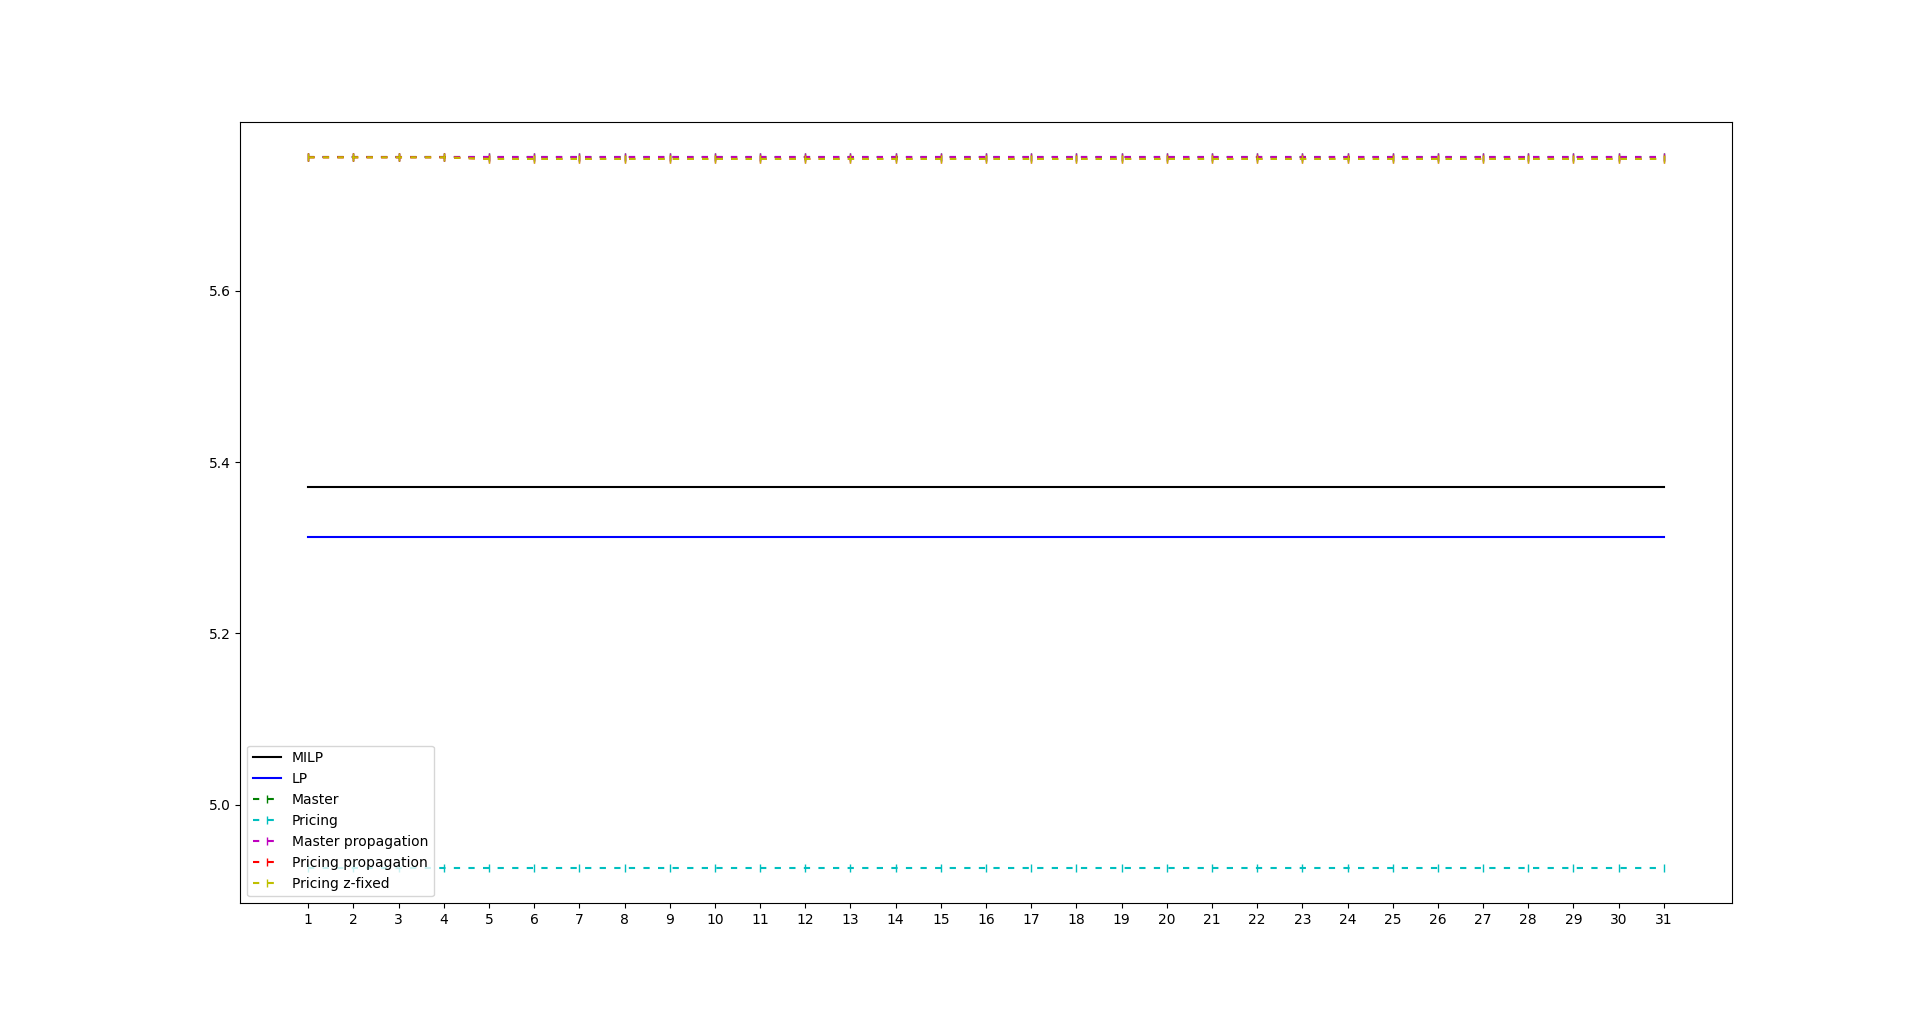 5.6
5.4
5.2
5.0
MILP
LP
Master
Pricing
Master propagation
Pricing propagation
Pricing z-fixed
1 2 3 4 5 6 7 8 9 10 11 12 13 14 15 16 17 18 19 20 21 22 23 24 25 26 27 28 29 30 31